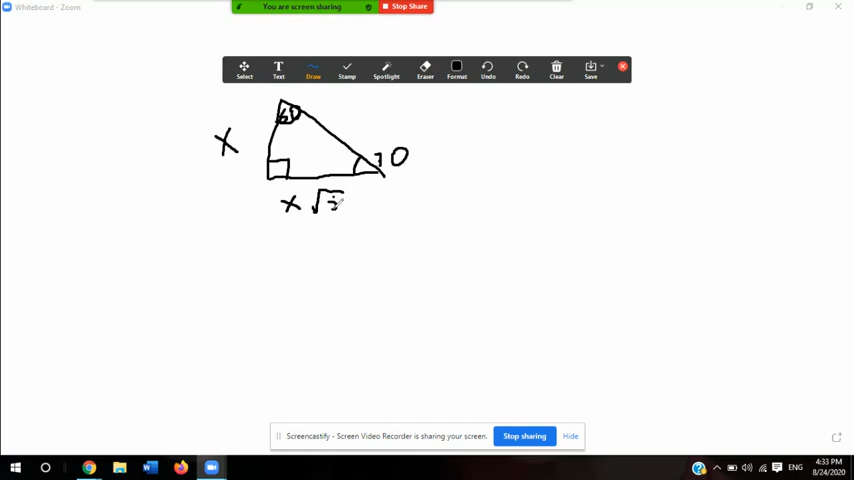 Whiteboard - Zoom
You are screen sharing
Stop Share
Select
Text
Draw
Stamp
Spotlight
Eraser
Format
Undo
Redo
Clear
Save
60
X
30
x √
Screencastify - Screen Video Recorder is sharing your screen.
Stop sharing
Hide
ENG
4:33 PM
8/24/2020